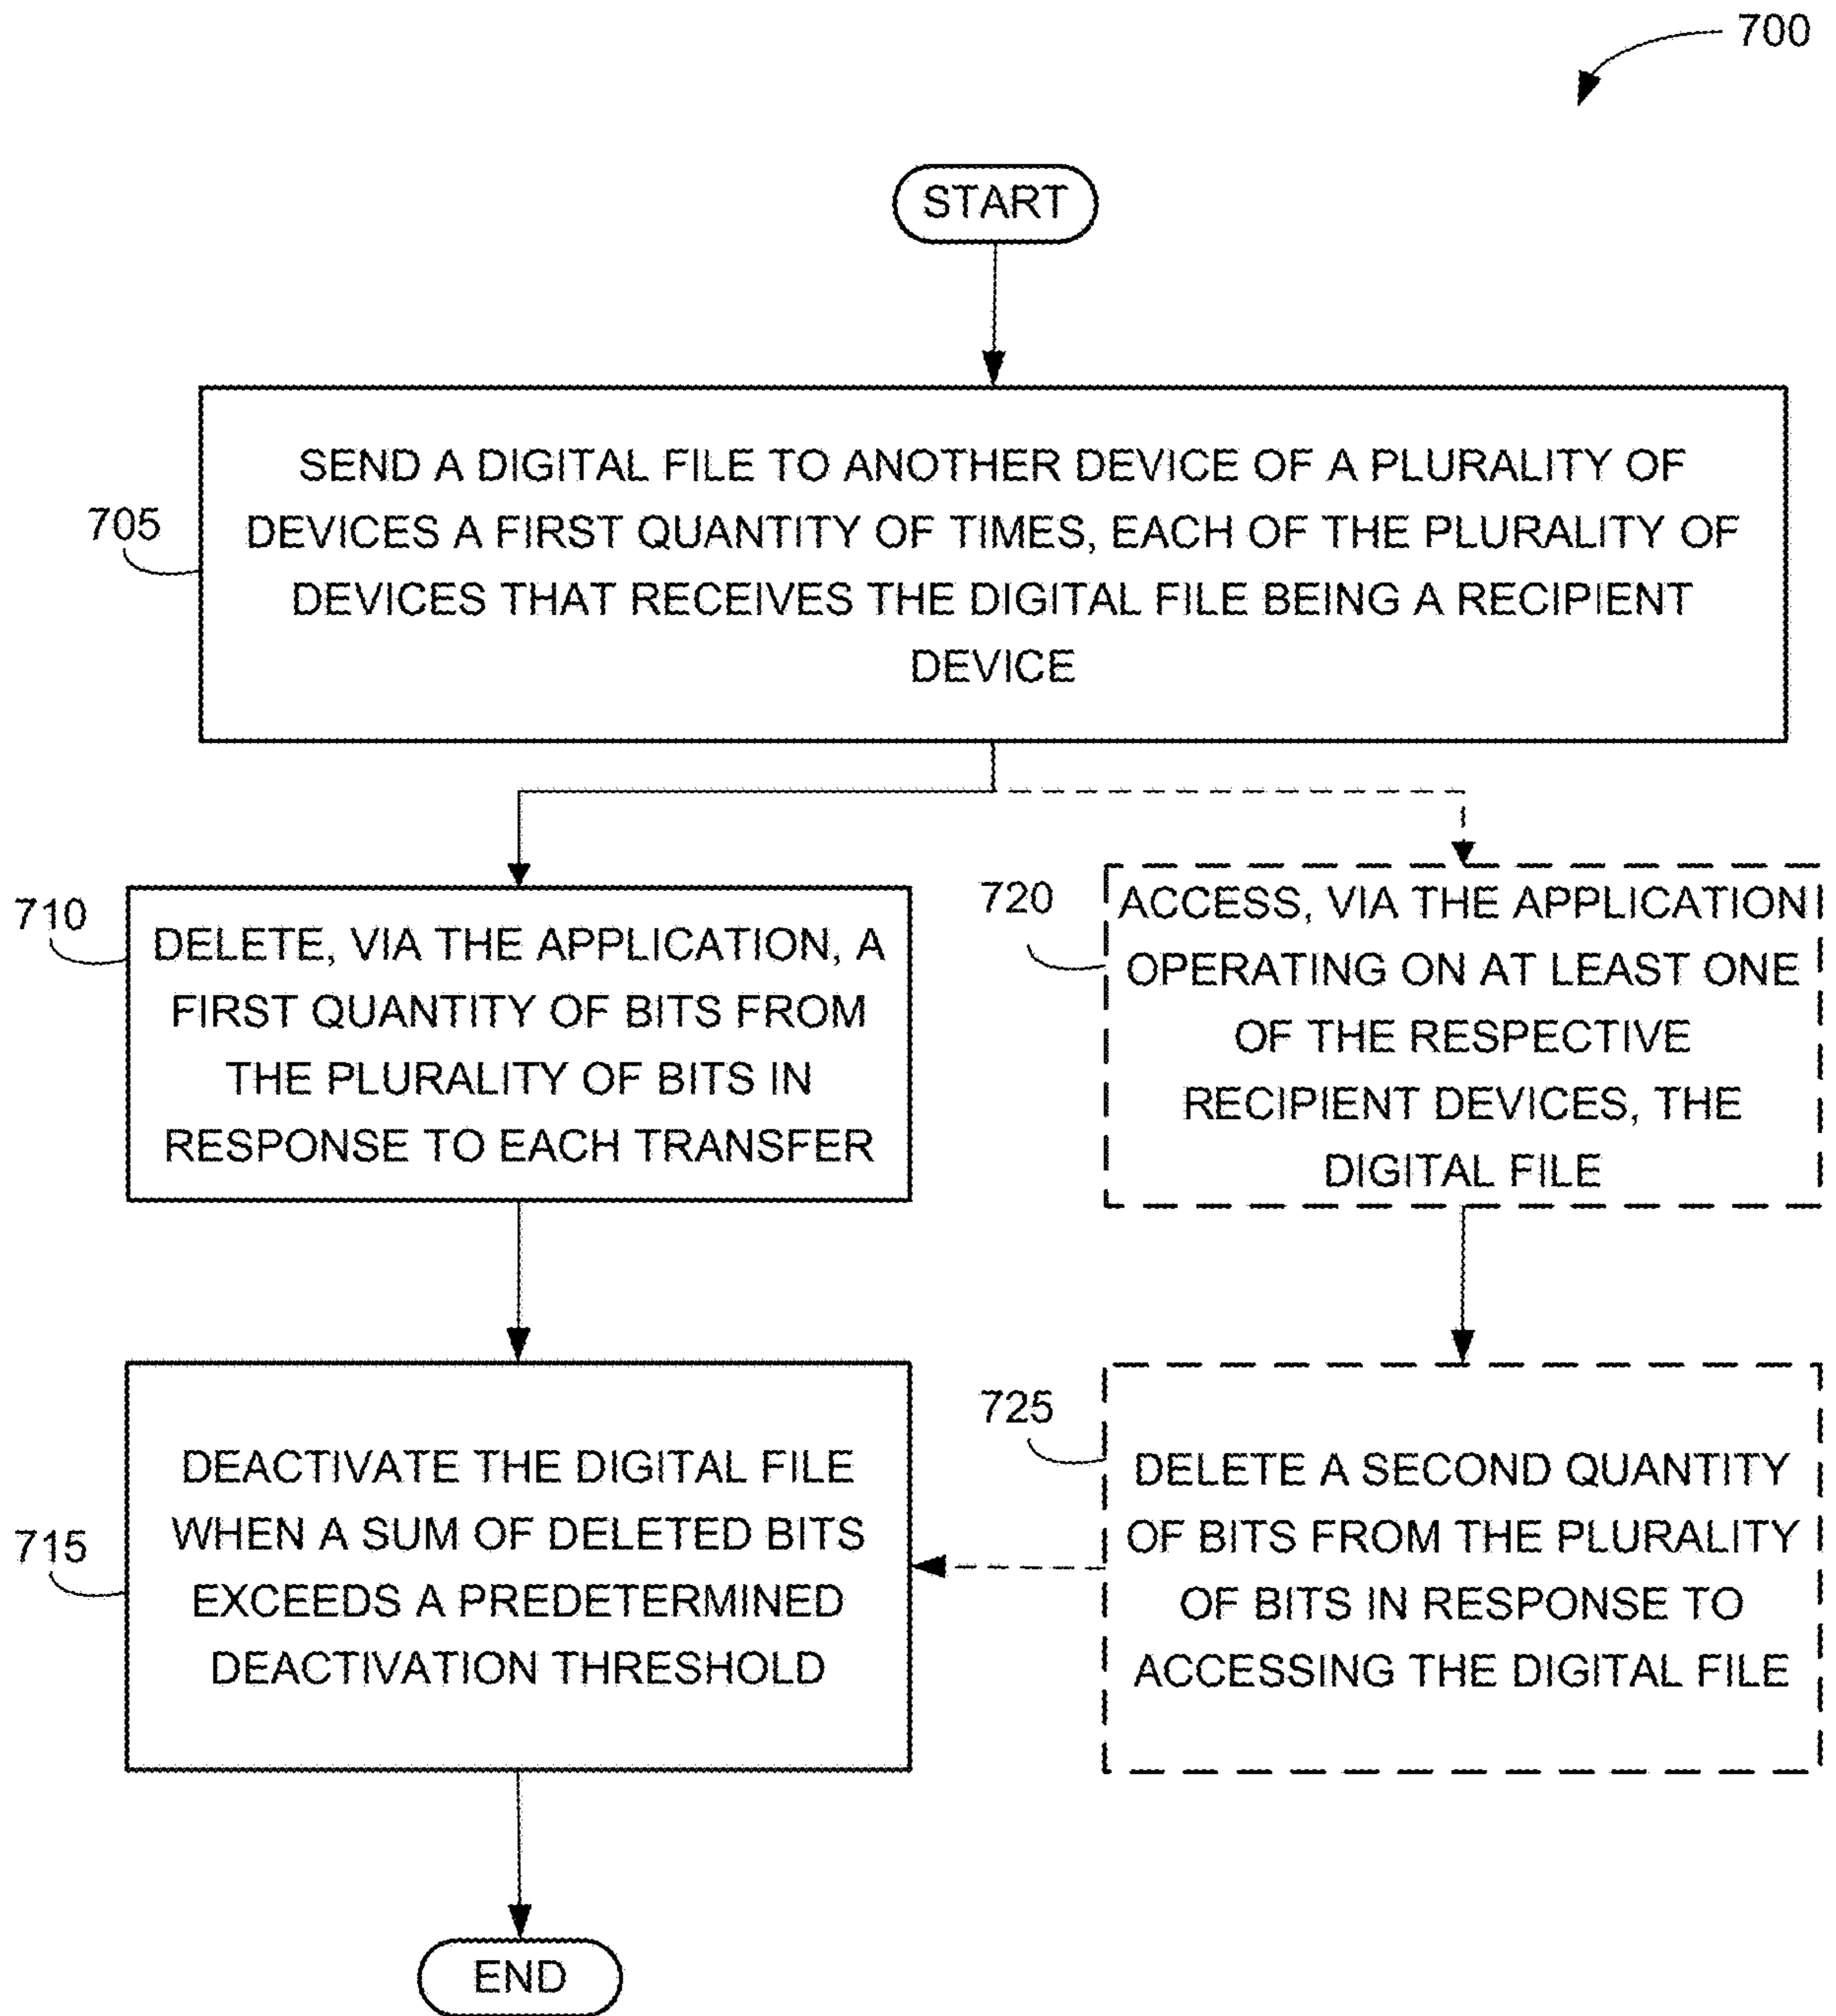 700
START
705
SEND A DIGITAL FILE TO ANOTHER DEVICE OF A PLURALITY OF
DEVICES A FIRST QUANTITY OF TIMES, EACH OF THE PLURALITY OF
DEVICES THAT RECEIVES THE DIGITAL FILE BEING A RECIPIENT
DEVICE
710
DELETE, VIA THE APPLICATION, A
FIRST QUANTITY OF BITS FROM
THE PLURALITY OF BITS IN
RESPONSE TO EACH TRANSFER
720
ACCESS, VIA THE APPLICATION
OPERATING ON AT LEAST ONE
OF THE RESPECTIVE
RECIPIENT DEVICES, THE
DIGITAL FILE
715
DEACTIVATE THE DIGITAL FILE
WHEN A SUM OF DELETED BITS
EXCEEDS A PREDETERMINED
DEACTIVATION THRESHOLD
725
DELETE A SECOND QUANTITY
OF BITS FROM THE PLURALITY
OF BITS IN RESPONSE TO
ACCESSING THE DIGITAL FILE
END